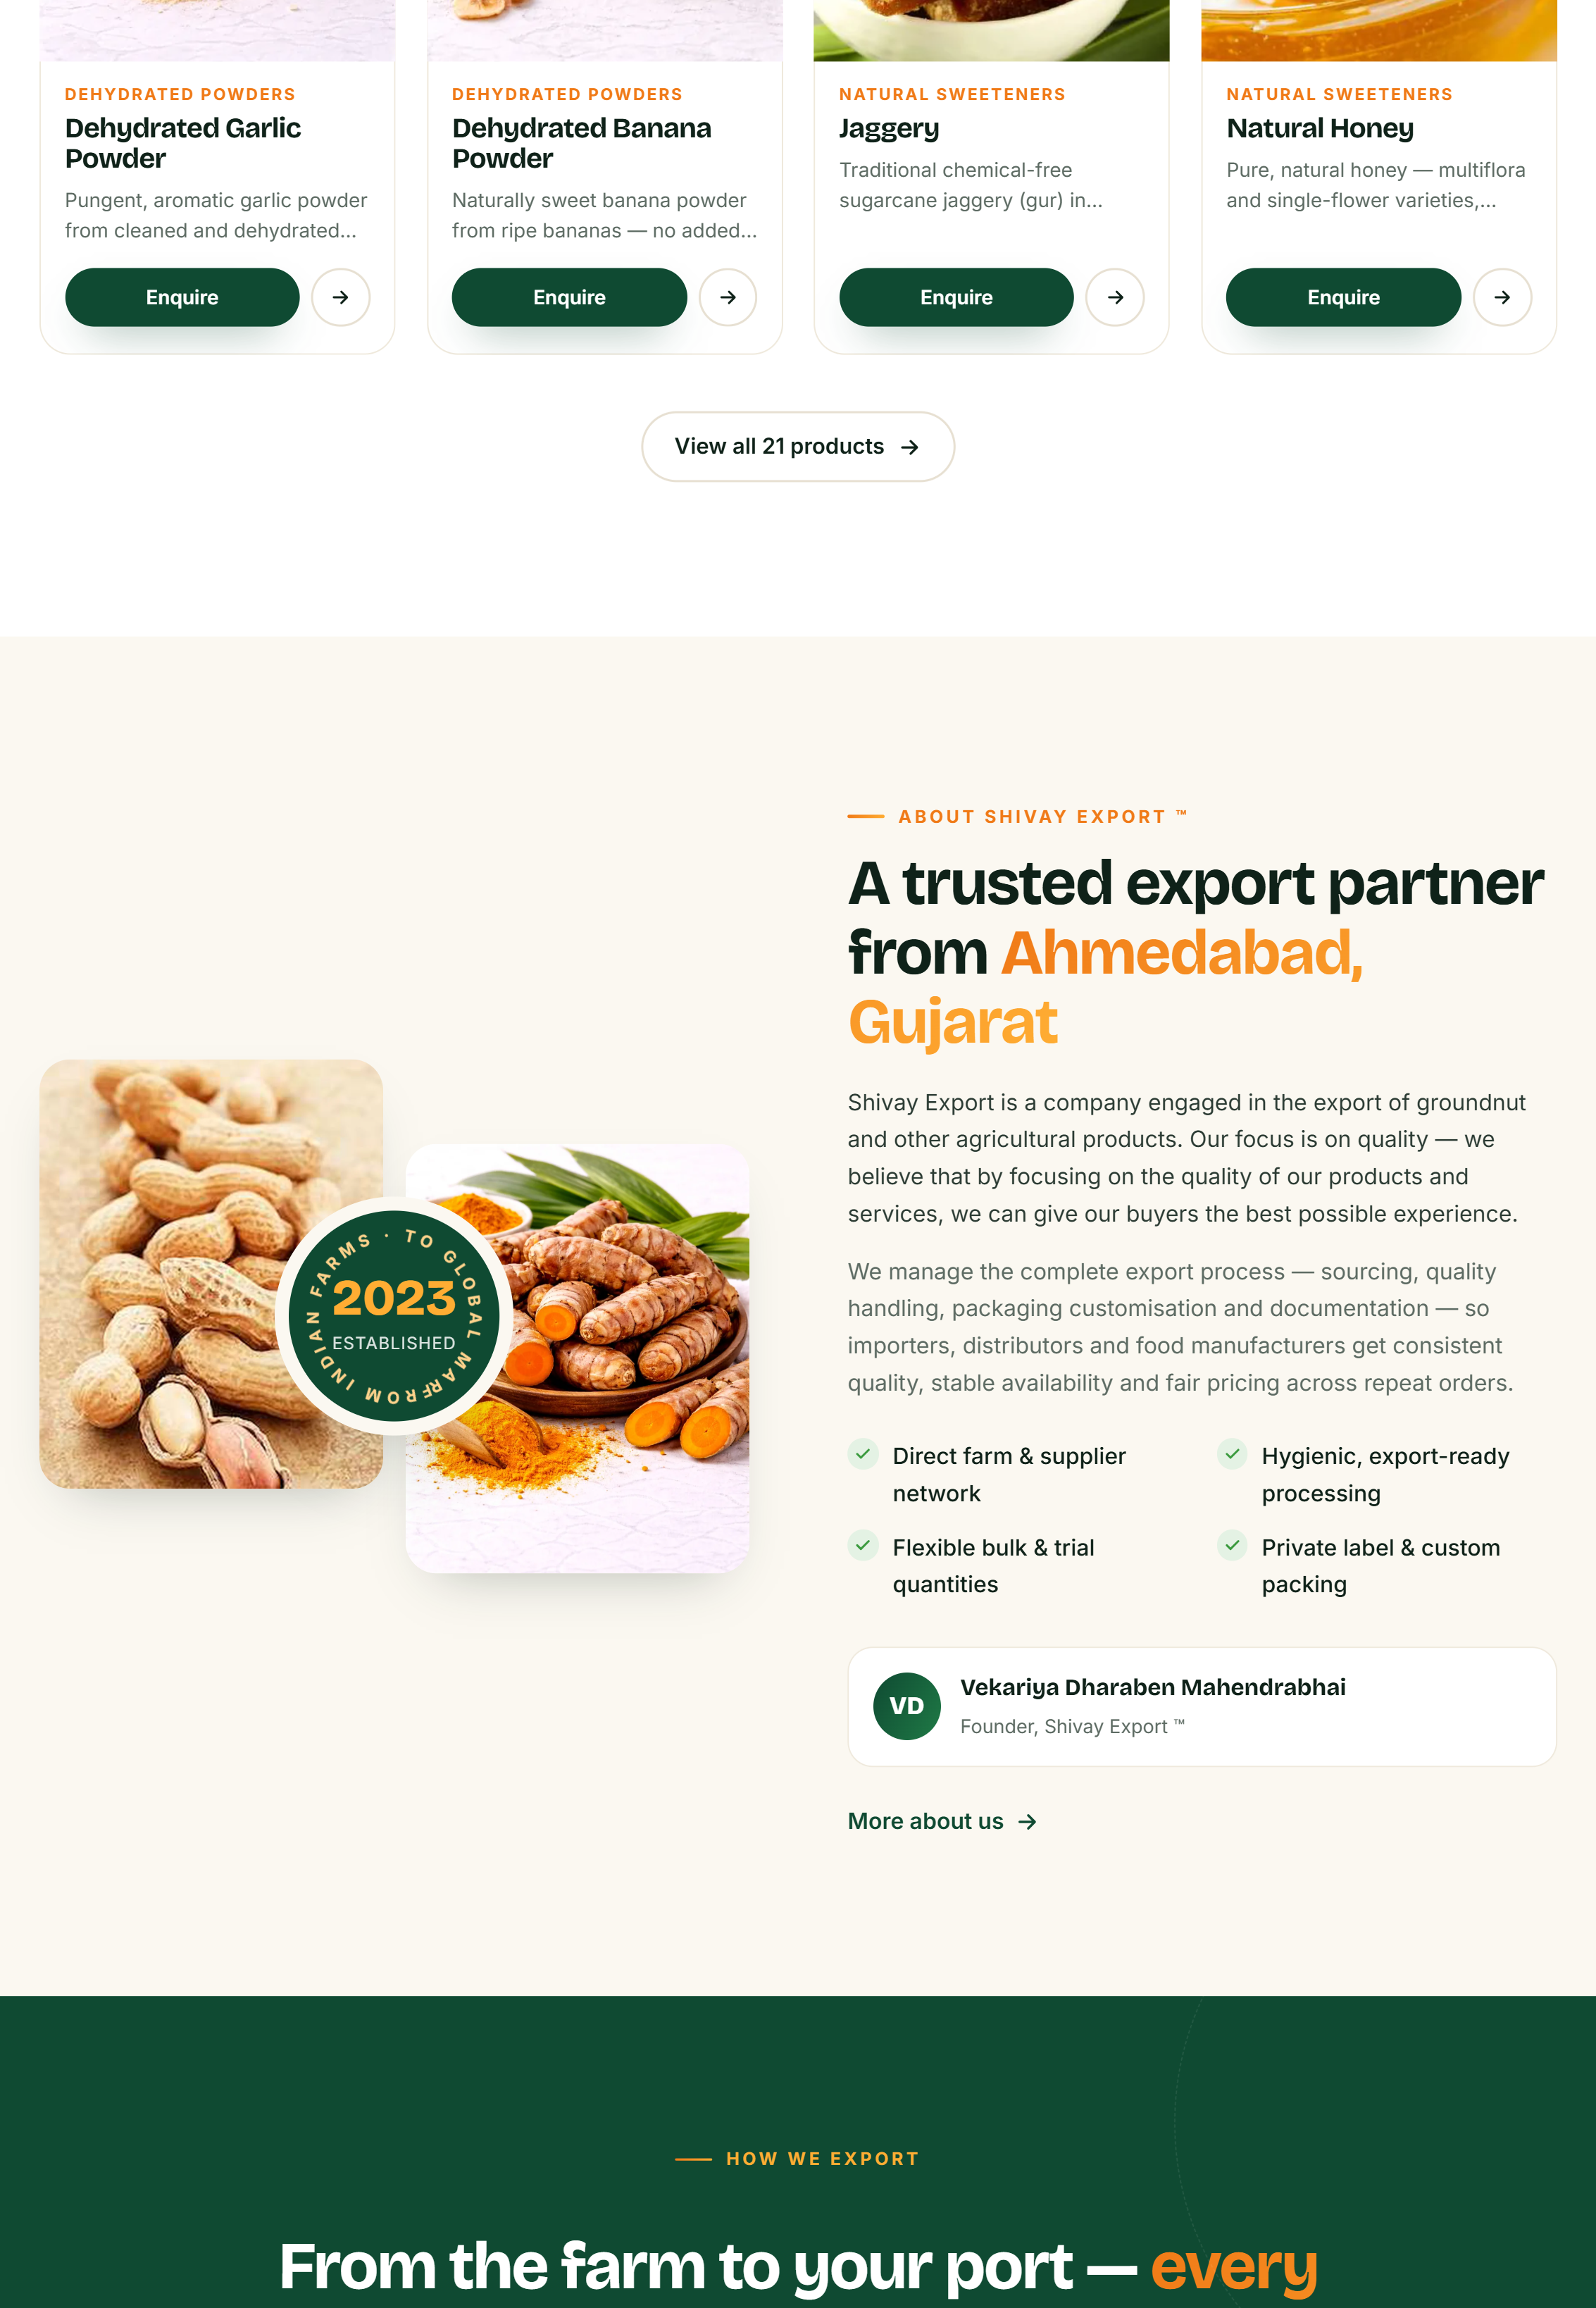 DEHYDRATED POWDERS
Dehydrated Garlic
Powder
Pungent, aromatic garlic powder
from cleaned and dehydrated...
Enquire
DEHYDRATED POWDERS
Dehydrated Banana
Powder
Naturally sweet banana powder
from ripe bananas — no added...
Enquire
NATURAL SWEETENERS
Jaggery
Traditional chemical-free
sugarcane jaggery (gur) in...
Enquire
NATURAL SWEETENERS
Natural Honey
Pure, natural honey — multiflora
and single-flower varieties,...
Enquire
View all 21 products →
FROM INDIAN FARMS · TO GLOBAL MAR
2023
ESTABLISHED
ABOUT SHIVAY EXPORT ™
A trusted export partner
from Ahmedabad,
Gujarat
Shivay Export is a company engaged in the export of groundnut
and other agricultural products. Our focus is on quality — we
believe that by focusing on the quality of our products and
services, we can give our buyers the best possible experience.
We manage the complete export process — sourcing, quality
handling, packaging customisation and documentation — so
importers, distributors and food manufacturers get consistent
quality, stable availability and fair pricing across repeat orders.
Direct farm & supplier
network
Hygienic, export-ready
processing
Flexible bulk & trial
quantities
Private label & custom
packing
VD
Vekariya Dharaben Mahendrabhai
Founder, Shivay Export ™
More about us →
HOW WE EXPORT
From the farm to your port — every